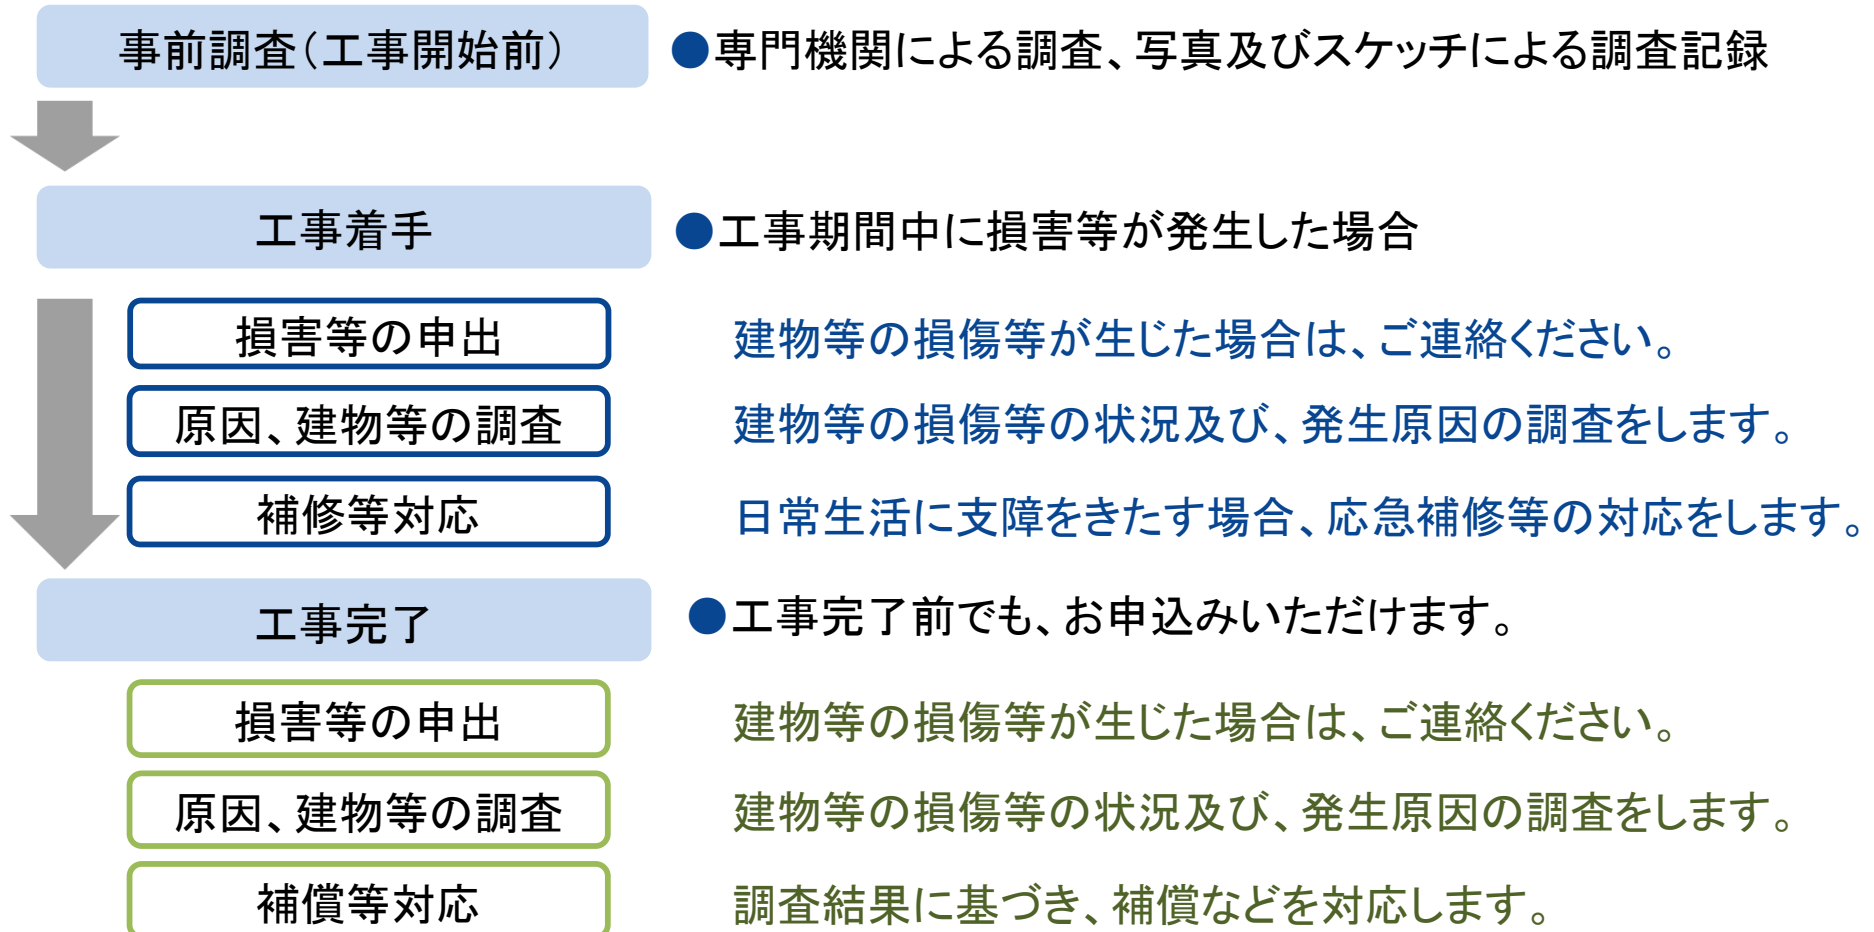 事前調査(工事開始前) ●専門機関による調査、写真及びスケッチによる調査記録
工事着手 ●工事期間中に損害等が発生した場合
損害等の申出 建物等の損傷等が生じた場合は、ご連絡ください。
原因、建物等の調査 建物等の損傷等の状況及び、発生原因の調査をします。
補修等対応 日常生活に支障をきたす場合、応急補修等の対応をします。
工事完了 ●工事完了前でも、お申込みいただけます。
損害等の申出 建物等の損傷等が生じた場合は、ご連絡ください。
原因、建物等の調査 建物等の損傷等の状況及び、発生原因の調査をします。
補償等対応 調査結果に基づき、補償などを対応します。